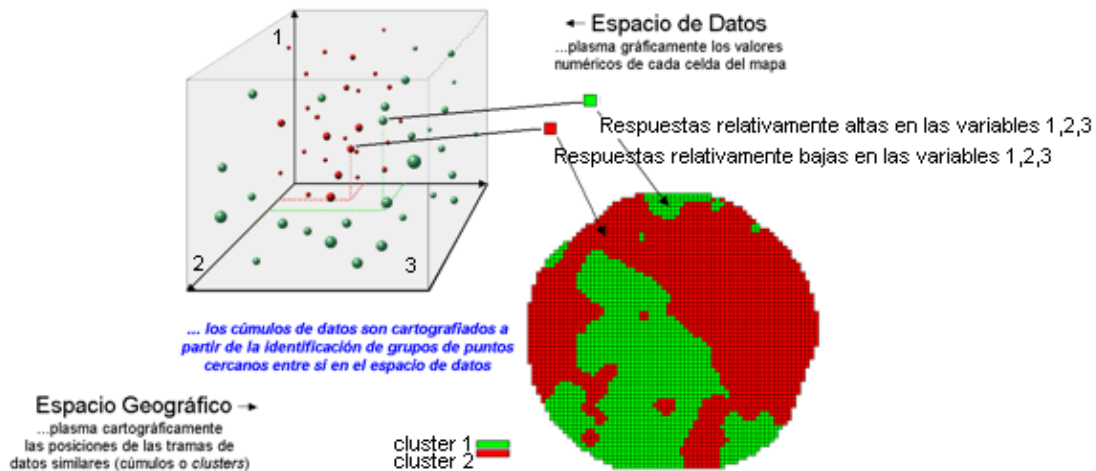 1
2
3
← Espacio de Datos
...plasma gráficamente los valores
numéricos de cada celda del mapa
Respuestas relativamente altas en las variables 1,2,3
Respuestas relativamente bajas en las variables 1,2,3
... los cúmulos de datos son cartografiados a
partir de la identificación de grupos de puntos
cercanos entre sí en el espacio de datos
Espacio Geográfico →
...plasma cartográficamente
las posiciones de las tramas de
datos similares (cúmulos o clusters)
cluster 1
cluster 2